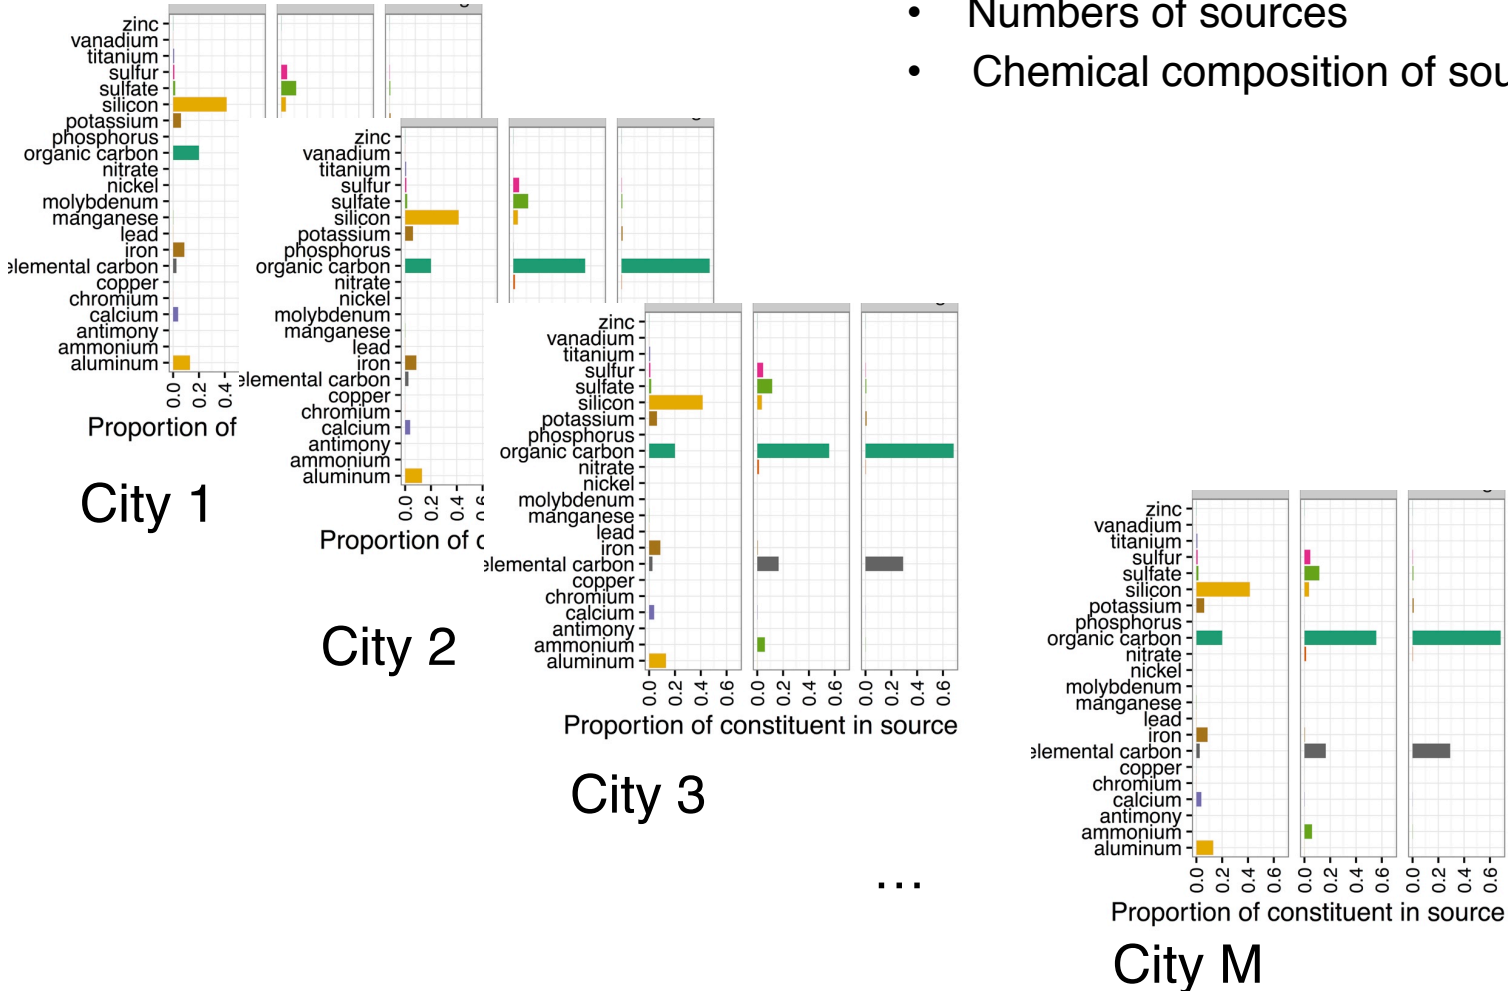 • Numbers of sources
• Chemical composition of sou
zinc
vanadium
titanium
sulfur
sulfate
silicon
potassium
phosphorus
organic carbon
nitrate
nickel
molybdenum
manganese
lead
iron
elemental carbon
copper
chromium
calcium
antimony
ammonium
aluminum
0.0 0.2 0.4
Proportion of
City 1
zinc
vanadium
titanium
sulfur
sulfate
silicon
potassium
phosphorus
organic carbon
nitrate
nickel
molybdenum
manganese
lead
iron
elemental carbon
copper
chromium
calcium
antimony
ammonium
aluminum
0.0 0.2 0.4
Proportion of c
City 2
zinc
vanadium
titanium
sulfur
sulfate
silicon
potassium
phosphorus
organic carbon
nitrate
nickel
molybdenum
manganese
lead
iron
elemental carbon
copper
chromium
calcium
antimony
ammonium
aluminum
0.0 0.2 0.4 0.6 0.0 0.2 0.4 0.6 0.0 0.2 0.4 0.6
Proportion of constituent in source
City 3
...
zinc
vanadium
titanium
sulfur
sulfate
silicon
potassium
phosphorus
organic carbon
nitrate
nickel
molybdenum
manganese
lead
iron
elemental carbon
copper
chromium
calcium
antimony
ammonium
aluminum
0.0 0.2 0.4 0.6 0.0 0.2 0.4 0.6 0.0 0.2 0.4 0.6
Proportion of constituent in source
City M